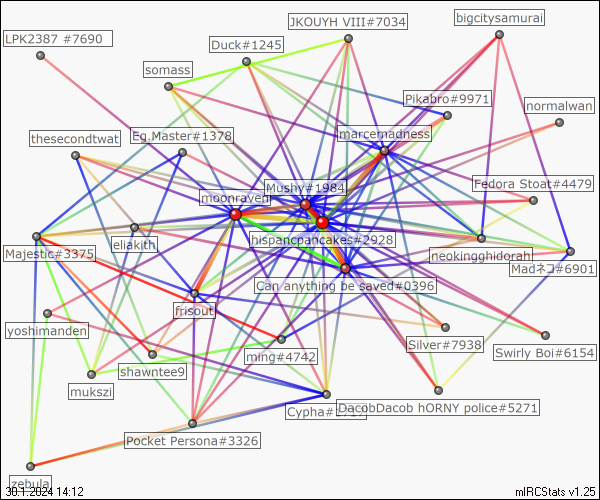 JKOUYH VIII#7034
bigcitysamurai
LPK2387 #7690
Duck#1245
somass
Pikabro#9971
normalwan
thesecondtwat
Eg.Master#1378
marcemadness
moonraven
Mushy#1984
Fedora Stoat#4479
hispancpancakes#2928
Majestic#3375
eliakith
neokingghidorah
Madネコ#6901
Can anything be saved#0396
frisout
yoshimanden
ming#4742
Silver#7938
Swirly Boi#6154
shawntee9
mukszi
Cypha#
DacobDacob hORNY police#5271
Pocket Persona#3326
zebula
30.1.2024 14:12
mIRCStats v1.25